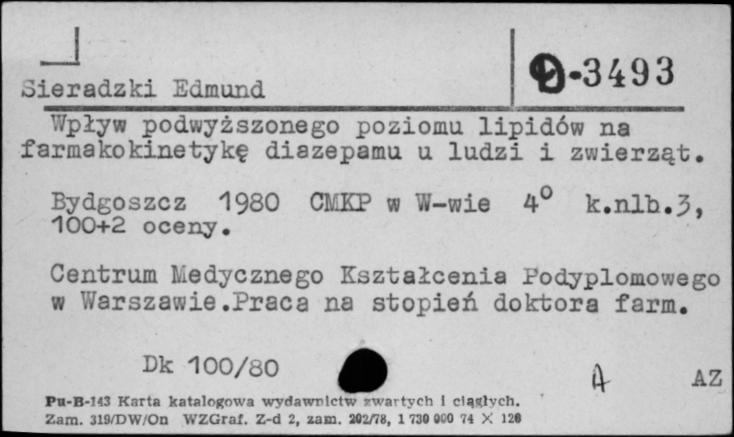 D-3493
Sieradzki Edmund
Wpływ podwyższonego poziomu lipidów na
farmakokinetykę diazepamu u ludzi i zwierząt.
Bydgoszcz 1980 CMKP w W-wie 4° k.nlb.3,
100+2 oceny.
Centrum Medycznego Kształcenia Podyplomowego
w Warszawie.Praca na stopień doktora farm.
Dk 100/80
A AZ
Pu-B-143 Karta katalogowa wydawnictw zwartych i ciągłych.
Zam. 319/DW/On WZGraf. Z-d 2, zam. 202/78, 1 730 000 74 X 126